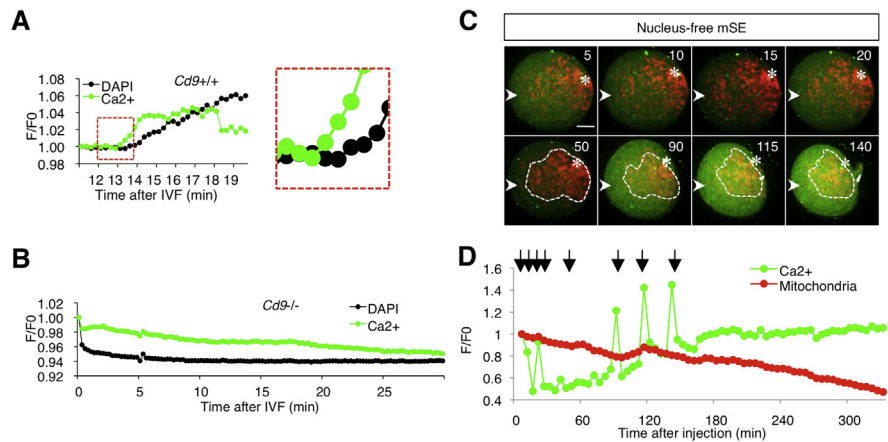 A
Cd9+/+
DAPI
Ca2+
1.08
1.06
1.04
1.02
1.00
0.98
F/F0
12 13 14 15 16 17 18 19
Time after IVF (min)
B
Cd9-/-
DAPI
Ca2+
1.02
1.00
0.98
0.96
0.94
0.92
F/F0
0 5 10 15 20 25
Time after IVF (min)
C
Nucleus-free mSE
5 10 15 20
* * * *
50 90 115 140
* * * *
D
Ca2+
Mitochondria
1.6
1.4
1.2
1
0.8
0.6
0.4
F/F0
0 60 120 180 240 300
Time after injection (min)